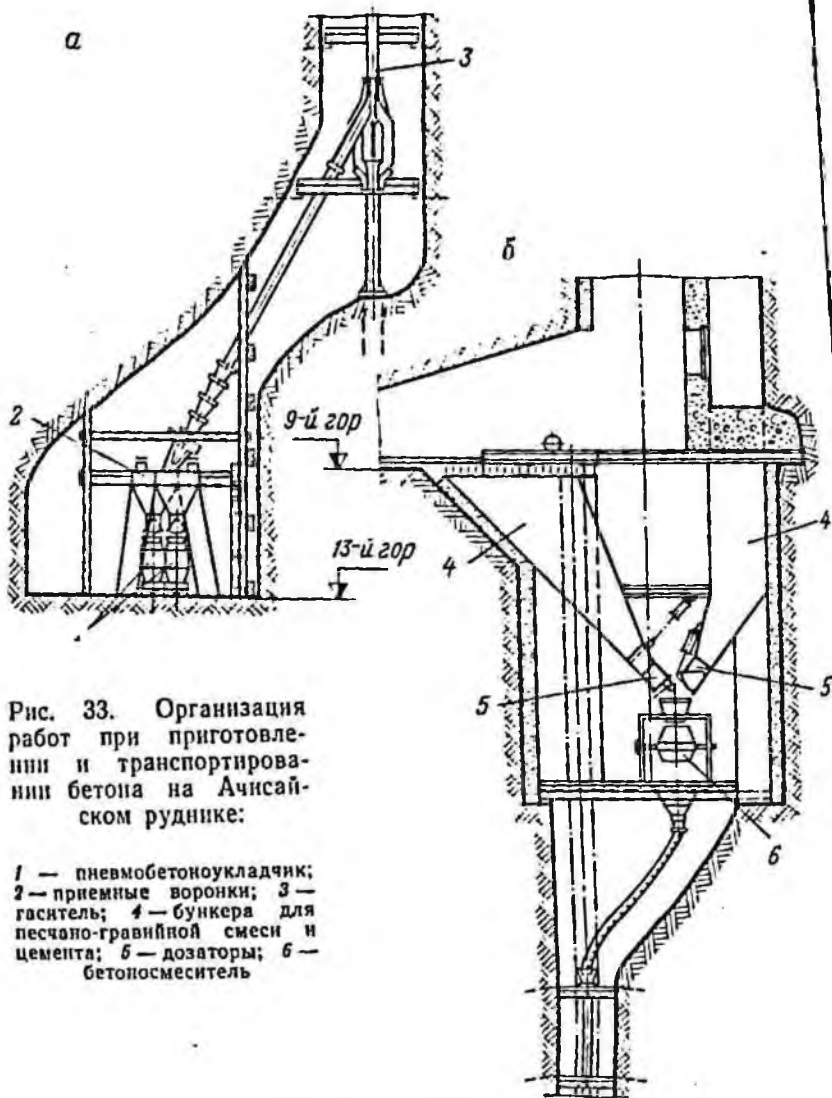 а
3
б
2
9-й гор
4
4
13-й гор
5
5
6
Рис. 33. Организация
работ при приготовле-
нии и транспортирова-
нии бетона на Ачисай-
ском руднике:
1 — пневмобетоноукладчик;
2 — приемные воронки; 3 —
гаситель; 4 — бункера для
песчано-гравийной смеси и
цемента; 5 — дозаторы; 6 —
бетоносмеситель